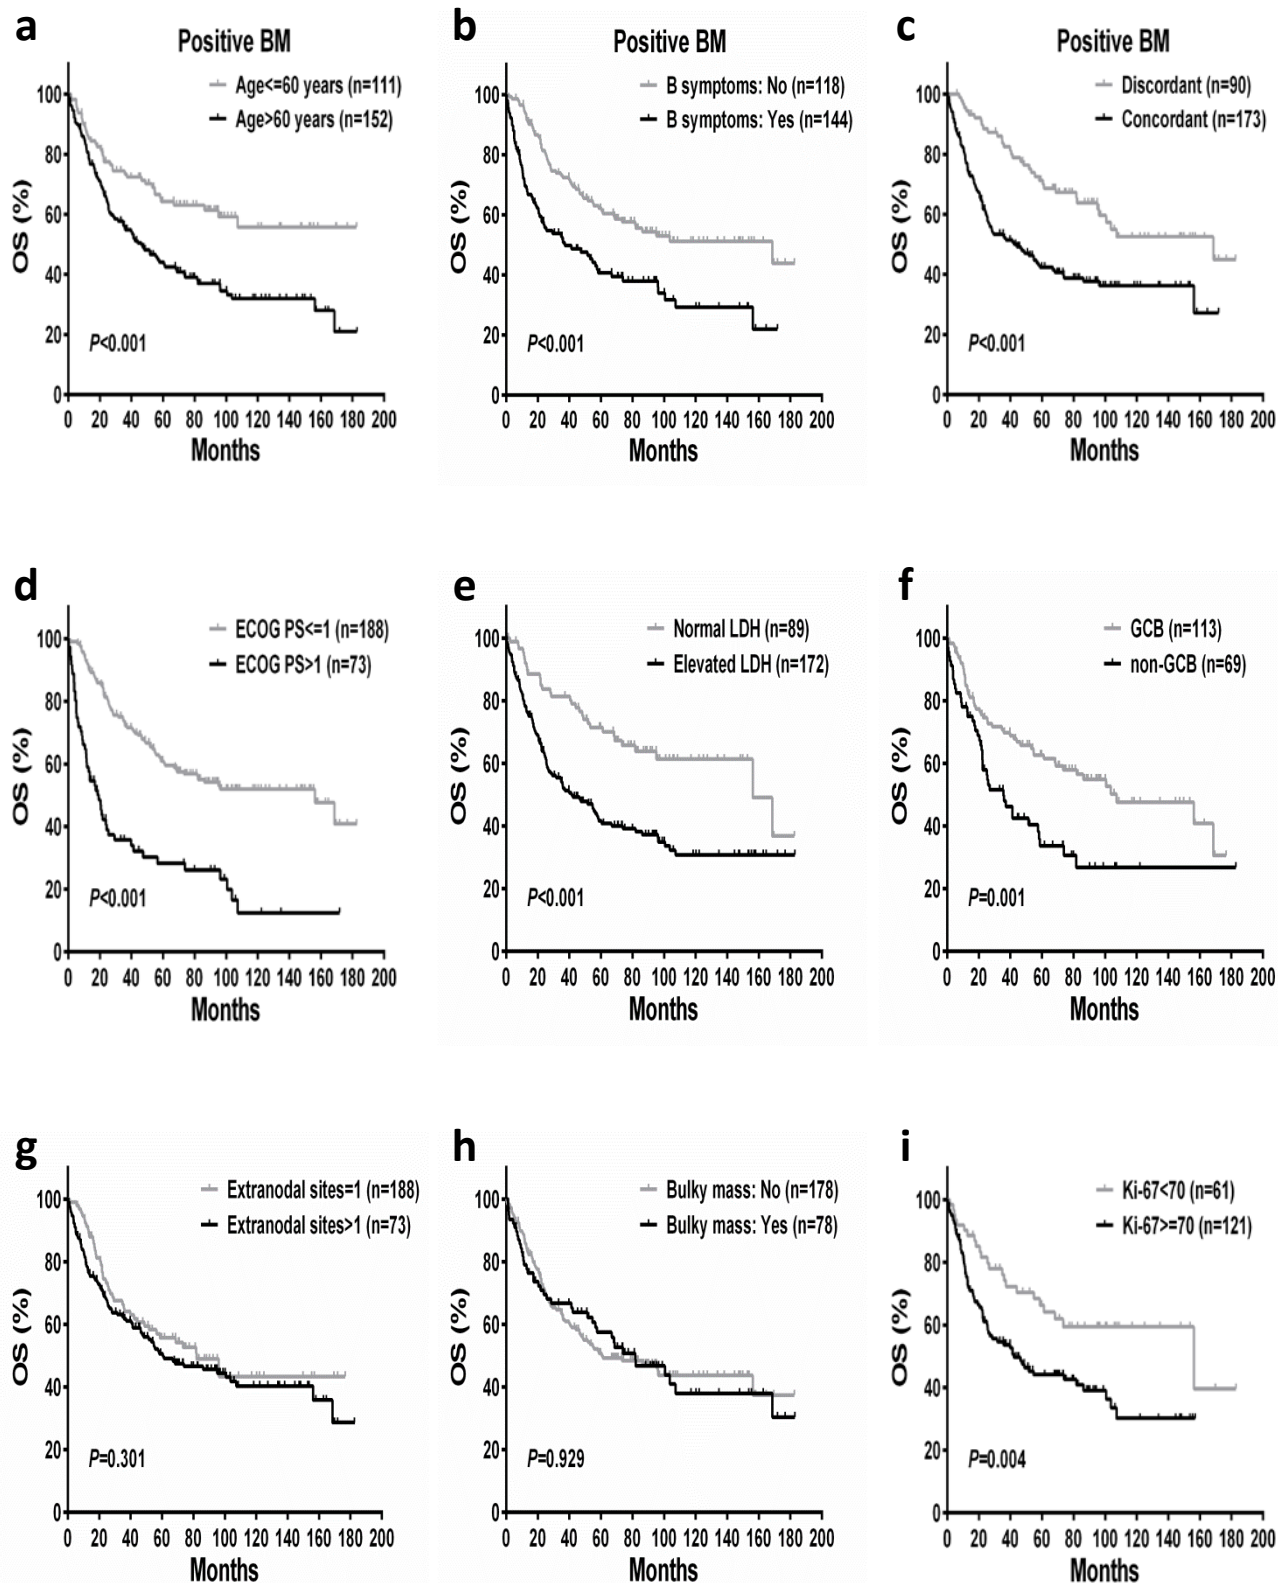 a
Positive BM
Age<=60 years (n=111)
Age>60 years (n=152)
OS (%)
100
80
60
40
20
0
P<0.001
0 20 40 60 80 100 120 140 160 180 200
Months
b
Positive BM
B symptoms: No (n=118)
B symptoms: Yes (n=144)
OS (%)
100
80
60
40
20
0
P<0.001
0 20 40 60 80 100 120 140 160 180 200
Months
c
Positive BM
Discordant (n=90)
Concordant (n=173)
OS (%)
100
80
60
40
20
0
P<0.001
0 20 40 60 80 100 120 140 160 180 200
Months
d
ECOG PS<=1 (n=188)
ECOG PS>1 (n=73)
OS (%)
100
80
60
40
20
0
P<0.001
0 20 40 60 80 100 120 140 160 180 200
Months
e
Normal LDH (n=89)
Elevated LDH (n=172)
OS (%)
100
80
60
40
20
0
P<0.001
0 20 40 60 80 100 120 140 160 180 200
Months
f
GCB (n=113)
non-GCB (n=69)
OS (%)
100
80
60
40
20
0
P=0.001
0 20 40 60 80 100 120 140 160 180 200
Months
g
Extranodal sites=1 (n=188)
Extranodal sites>1 (n=73)
OS (%)
100
80
60
40
20
0
P=0.301
0 20 40 60 80 100 120 140 160 180 200
Months
h
Bulky mass: No (n=178)
Bulky mass: Yes (n=78)
OS (%)
100
80
60
40
20
0
P=0.929
0 20 40 60 80 100 120 140 160 180 200
Months
i
Ki-67<70 (n=61)
Ki-67>=70 (n=121)
OS (%)
100
80
60
40
20
0
P=0.004
0 20 40 60 80 100 120 140 160 180 200
Months